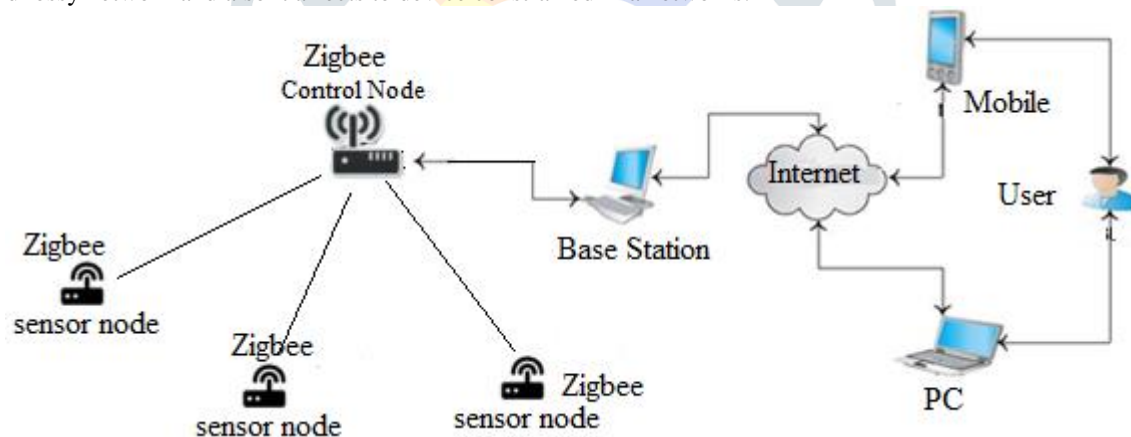 Zigbee
Control Node
Mobile
Internet
User
Base Station
Zigbee
sensor node
Zigbee
sensor node
Zigbee
sensor node
PC